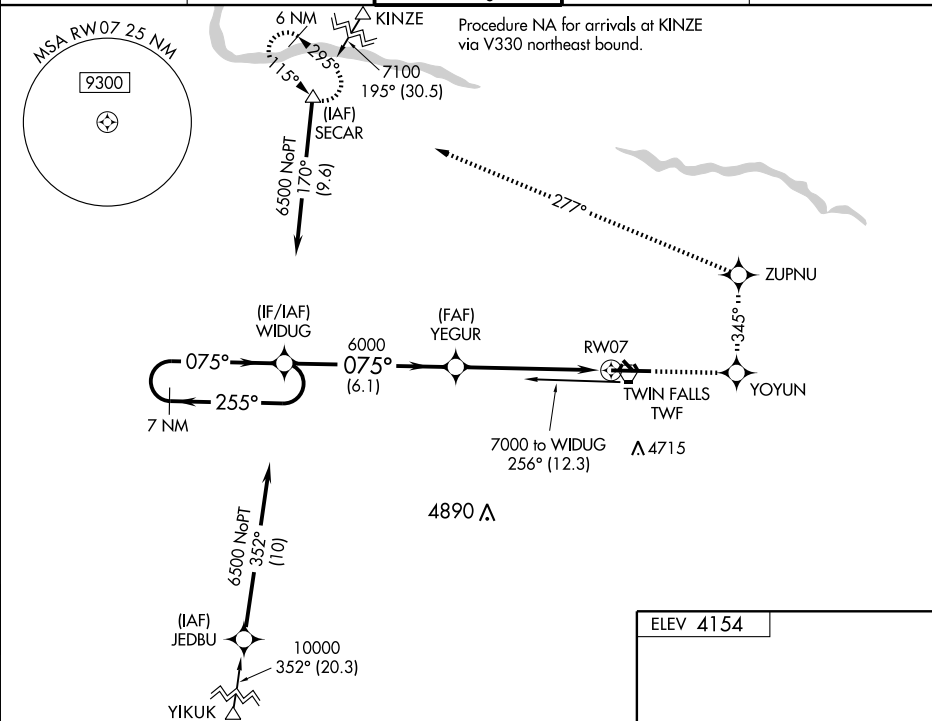 MSA RW07 25 NM
9300
6 NM
KINZE
Procedure NA for arrivals at KINZE
via V330 northeast bound.
295°
115°
7100
195° (30.5)
(IAF)
SECAR
6500 NoPT
170°
(9.6)
277°
ZUPNU
345°
YOYUN
(IF/IAF)
WIDUG
(FAF)
YEGUR
6000
075°
(6.1)
075°
255°
7 NM
RW07
TWIN FALLS
TWF
7000 to WIDUG
256° (12.3)
4715
4890
6500 NoPT
352°
(10)
(IAF)
JEDBU
10000
352° (20.3)
YIKUK
ELEV 4154